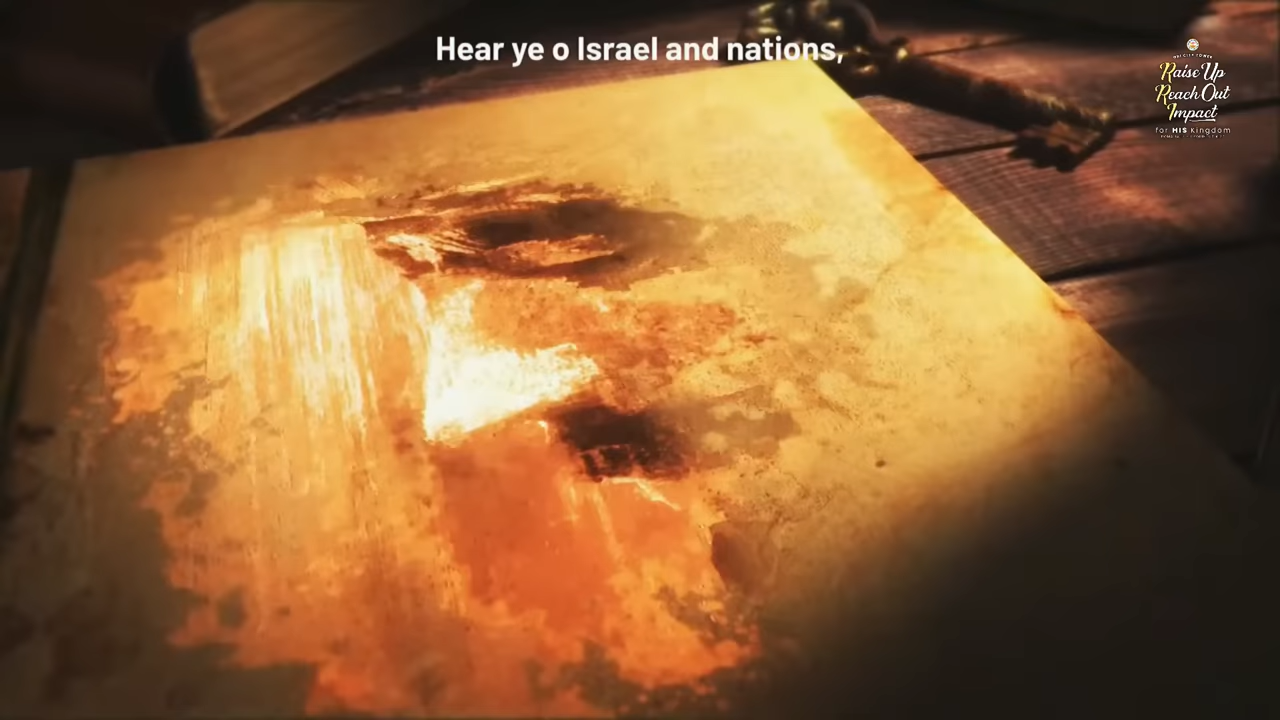 Hear ye o Israel and nations,
Raise Up
Reach Out
Impact
for HIS Kingdom